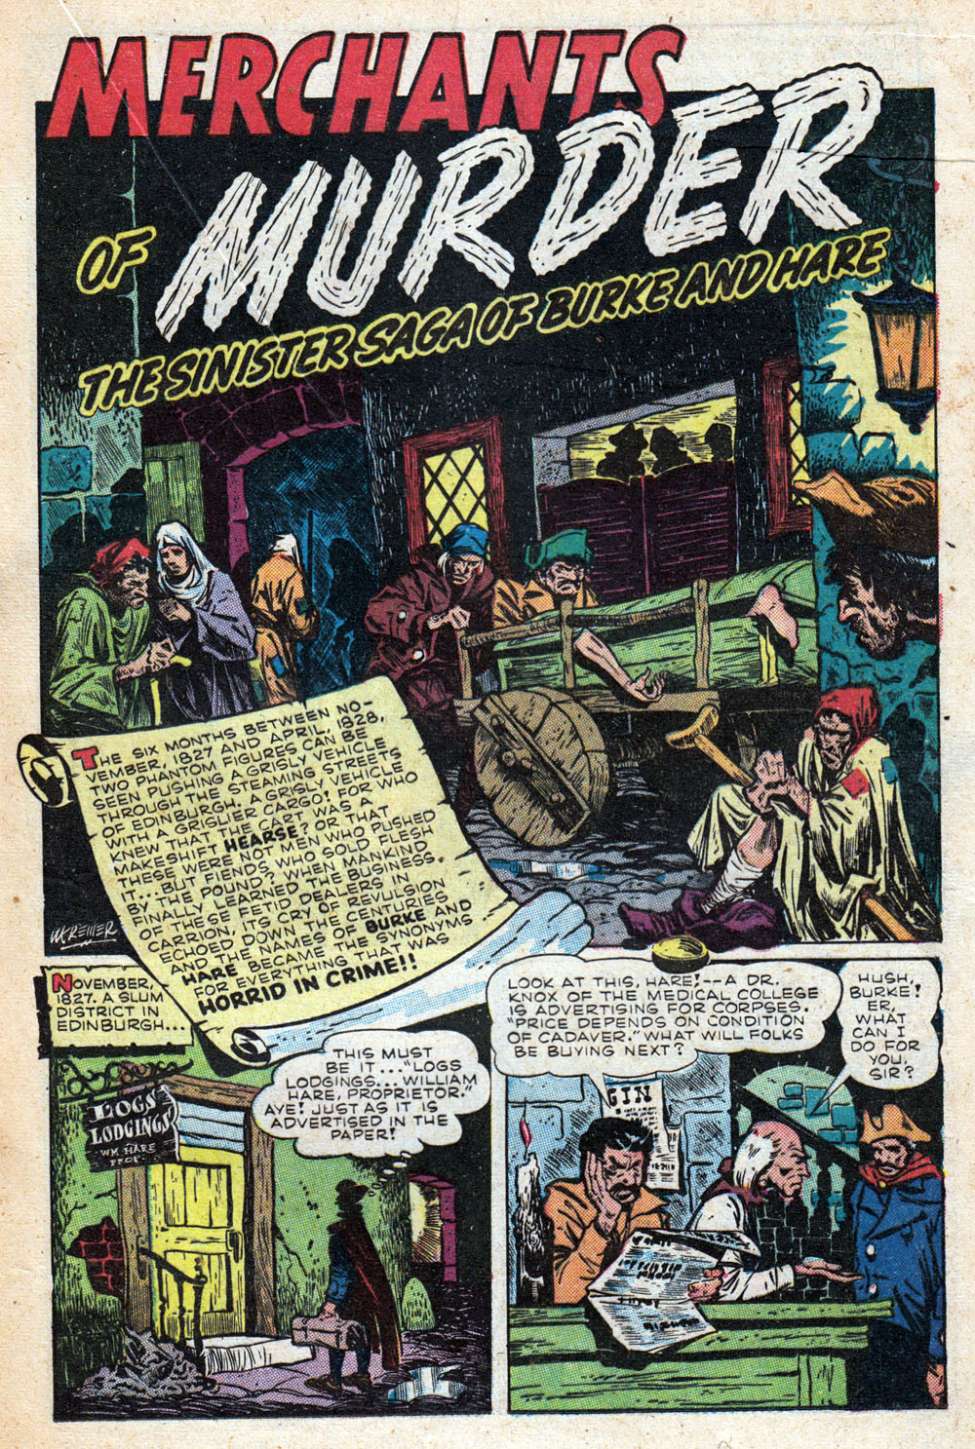 MERCHANTS
OF MURDER
THE SINISTER SAGA OF BURKE AND HARE
THE SIX MONTHS BETWEEN NO-
VEMBER, 1827 AND APRIL, 1828,
TWO PHANTOM FIGURES CAN BE
SEEN PUSHING A GRISLY VEHICLE
THROUGH THE STEAMING STREETS
OF EDINBURGH. A GRISLY VEHICLE
WITH A GRISLIER CARGO! FOR WHO
KNEW THAT THE CART WAS A
MAKESHIFT HEARSE? OR THAT
THESE WERE NOT MEN WHO PUSHED
IT... BUT FIENDS, WHO SOLD FLESH
BY THE POUND? WHEN MANKIND
FINALLY LEARNED THE BUSINESS
OF THESE FETID DEALERS IN
CARRION, ITS CRY OF REVULSION
ECHOED DOWN THE CENTURIES
AND THE NAMES OF BURKE AND
HARE BECAME THE SYNONYMS
FOR EVERYTHING THAT WAS
HORRID IN CRIME!!
W.KREMER
NOVEMBER,
1827. A SLUM
DISTRICT IN
EDINBURGH...
THIS MUST
BE IT... "LOGS
LODGINGS... WILLIAM
HARE, PROPRIETOR."
AYE! JUST AS IT IS
ADVERTISED IN THE
PAPER!
LOGS
LODGINGS
WM HARE
LOOK AT THIS, HARE!--A DR.
KNOX OF THE MEDICAL COLLEGE
IS ADVERTISING FOR CORPSES.
"PRICE DEPENDS ON CONDITION
OF CADAVER." WHAT WILL FOLKS
BE BUYING NEXT?
HUSH,
BURKE!
ER,
WHAT
CAN I
DO FOR
YOU,
SIR?
GIN